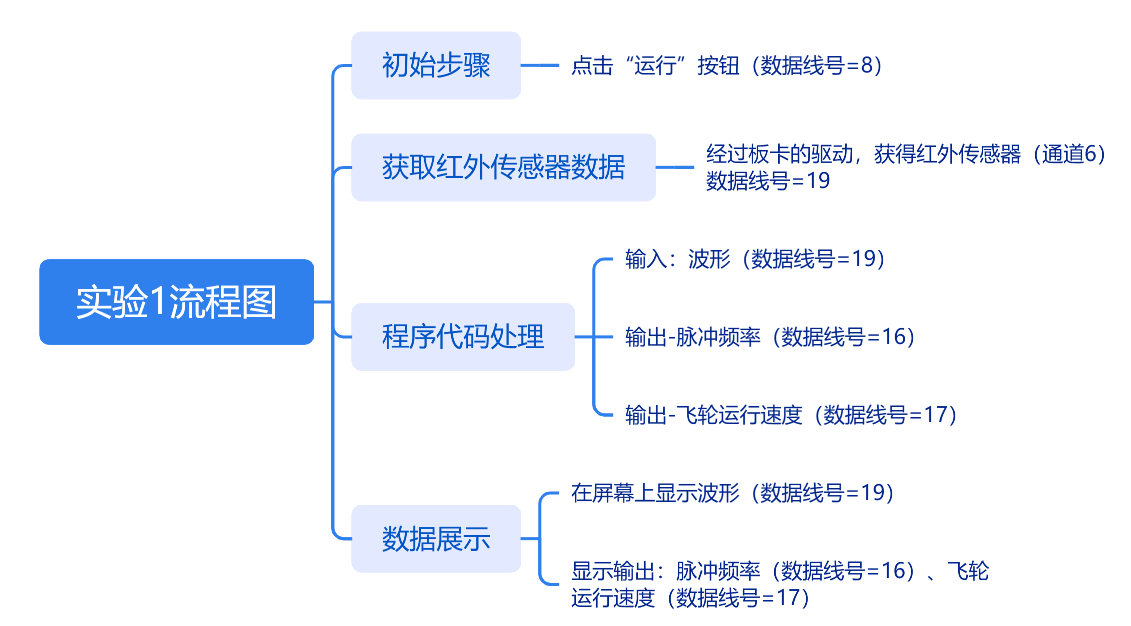 初始步骤
点击“运行”按钮（数据线号=8）
获取红外传感器数据
经过板卡的驱动，获得红外传感器（通道6）
数据线号=19
实验1流程图
程序代码处理
输入：波形（数据线号=19）
输出-脉冲频率（数据线号=16）
输出-飞轮运行速度（数据线号=17）
数据展示
在屏幕上显示波形（数据线号=19）
显示输出：脉冲频率（数据线号=16）、飞轮
运行速度（数据线号=17）